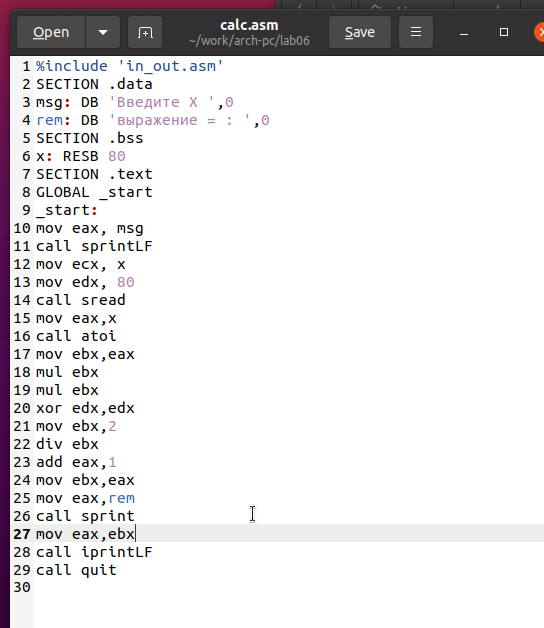 Open
calc.asm
~/work/arch-pc/lab06
Save
1 %include 'in_out.asm'
2 SECTION .data
3 msg: DB 'Введите X ',0
4 rem: DB 'выражение = : ',0
5 SECTION .bss
6 x: RESB 80
7 SECTION .text
8 GLOBAL _start
9 _start:
10 mov eax, msg
11 call sprintLF
12 mov ecx, x
13 mov edx, 80
14 call sread
15 mov eax,x
16 call atoi
17 mov ebx,eax
18 mul ebx
19 mul ebx
20 xor edx,edx
21 mov ebx,2
22 div ebx
23 add eax,1
24 mov ebx,eax
25 mov eax,rem
26 call sprint
27 mov eax,ebx
28 call iprintLF
29 call quit
30